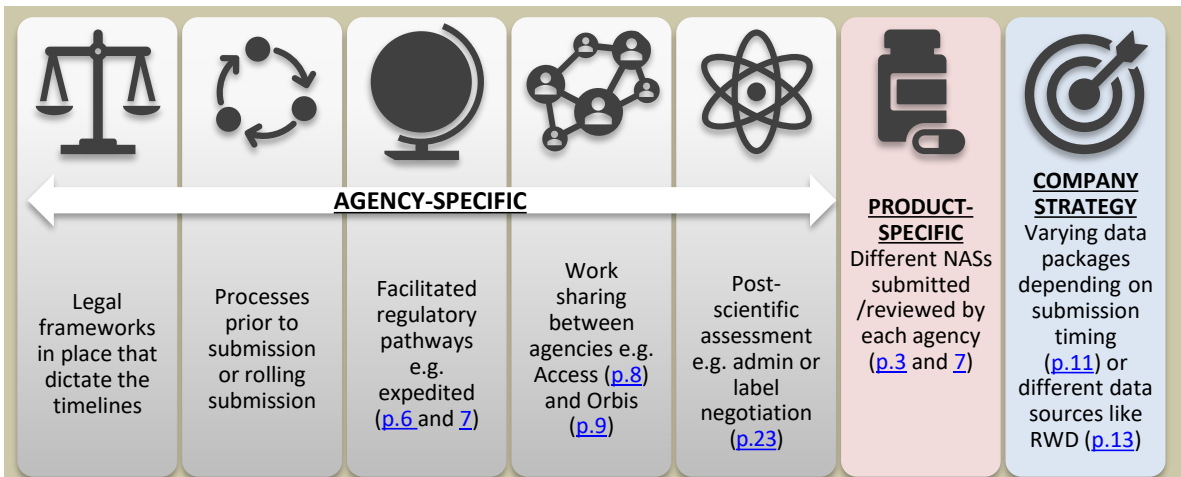 AGENCY-SPECIFIC
Legal
frameworks
in place that
dictate the
timelines
Processes
prior to
submission
or rolling
submission
Facilitated
regulatory
pathways
e.g.
expedited
(p.6 and 7)
Work
sharing
between
agencies e.g.
Access (p.8)
and Orbis
(p.9)
Post-
scientific
assessment
e.g. admin or
label
negotiation
(p.23)
PRODUCT-
SPECIFIC
Different NASs
submitted
/reviewed by
each agency
(p.3 and 7)
COMPANY
STRATEGY
Varying data
packages
depending on
submission
timing
(p.11) or
different data
sources like
RWD (p.13)